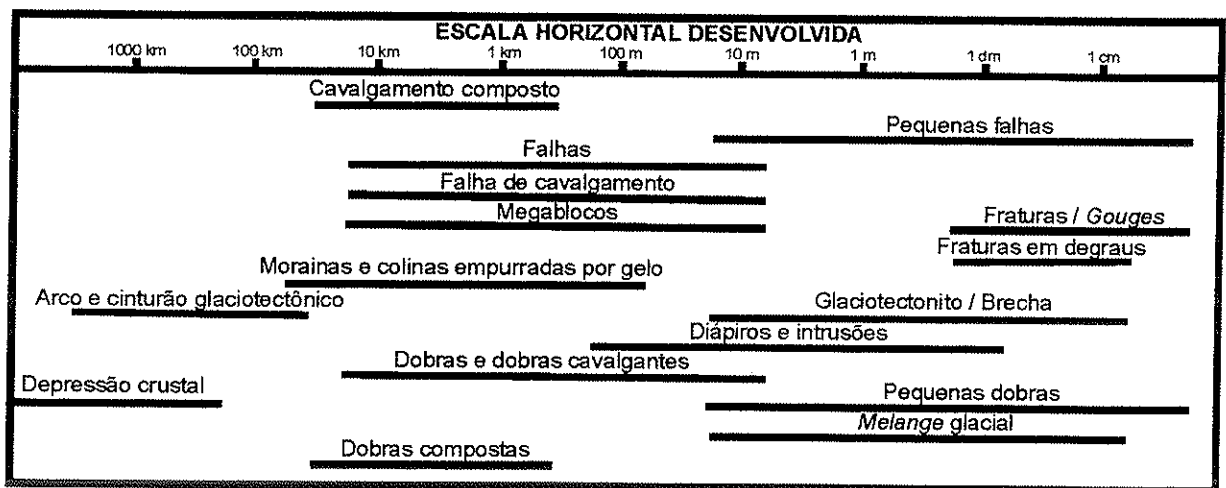 ESCALA HORIZONTAL DESENVOLVIDA
1000 km 100 km 10 km 1 km 100 m 10 m 1 m 1 dm 1 cm
Cavalgamento composto
Pequenas falhas
Falhas
Falha de cavalgamento
Megablocos
Fraturas / Gouges
Fraturas em degraus
Morainas e colinas empurradas por gelo
Arco e cinturão glaciotectônico
Glaciotectonito / Brecha
Diápiros e intrusões
Dobras e dobras cavalgantes
Depressão crustal
Pequenas dobras
Melange glacial
Dobras compostas